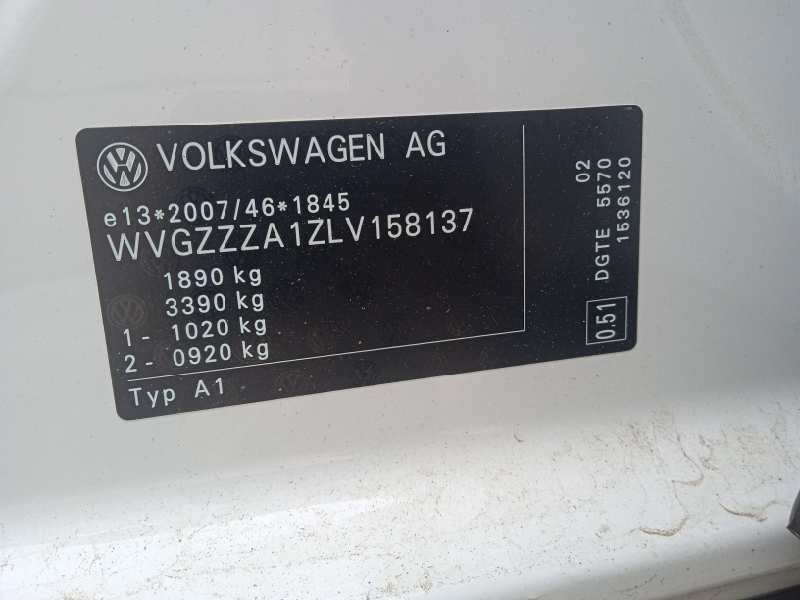 VOLKSWAGEN AG
e13*2007/46*1845
WVGZZZA1ZLV158137
1890 kg
3390 kg
1 - 1020 kg
2 - 0920 kg
Typ A1
02
DGTE 5570
1536120
0.51